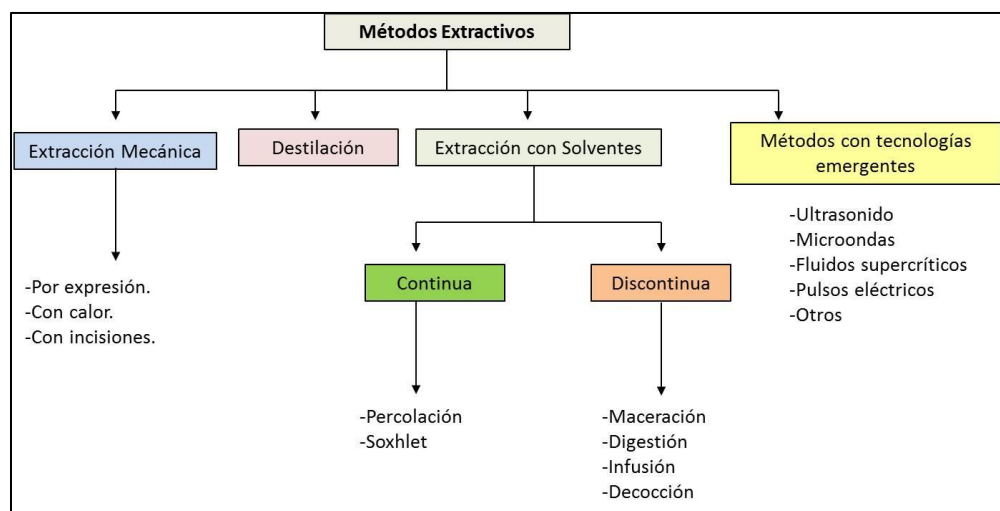 Métodos Extractivos
Extracción Mecánica
Destilación
Extracción con Solventes
Métodos con tecnologías
emergentes
-Por expresión.
-Con calor.
-Con incisiones.
Continua
Discontinua
-Ultrasonido
-Microondas
-Fluidos supercríticos
-Pulsos eléctricos
-Otros
-Percolación
-Soxhlet
-Maceración
-Digestión
-Infusión
-Decocción